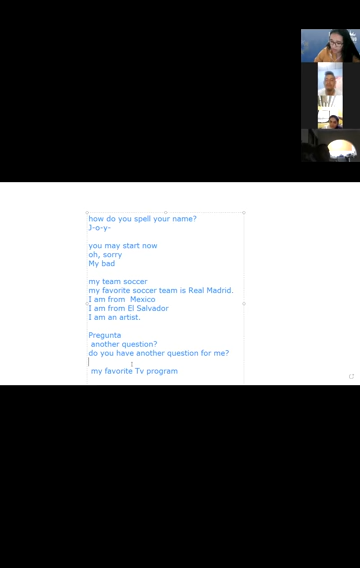 how do you spell your name?
J-o-y-
you may start now
oh, sorry
My bad
my team soccer
my favorite soccer team is Real Madrid.
I am from  Mexico
I am from El Salvador
I am an artist.
Pregunta
another question?
do you have another question for me?
my favorite Tv program